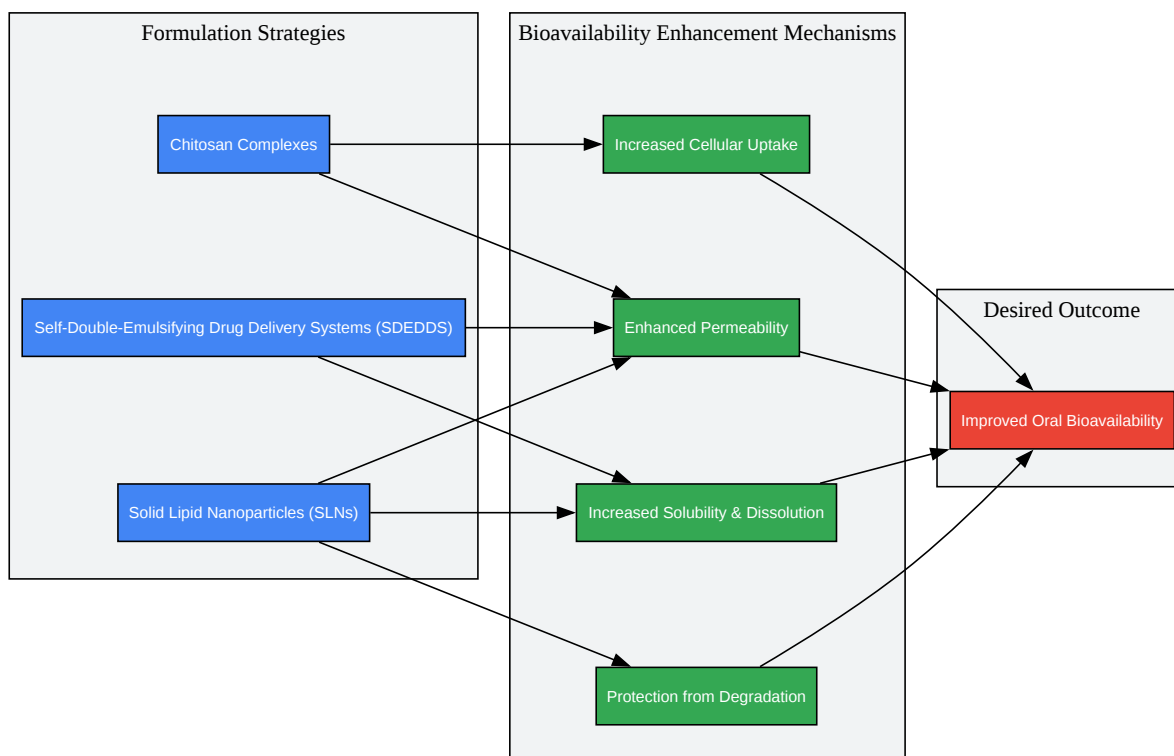 Formulation Strategies
Chitosan Complexes
Self-Double-Emulsifying Drug Delivery Systems (SDEDDS)
Solid Lipid Nanoparticles (SLNs)
Bioavailability Enhancement Mechanisms
Increased Cellular Uptake
Enhanced Permeability
Increased Solubility & Dissolution
Protection from Degradation
Desired Outcome
Improved Oral Bioavailability